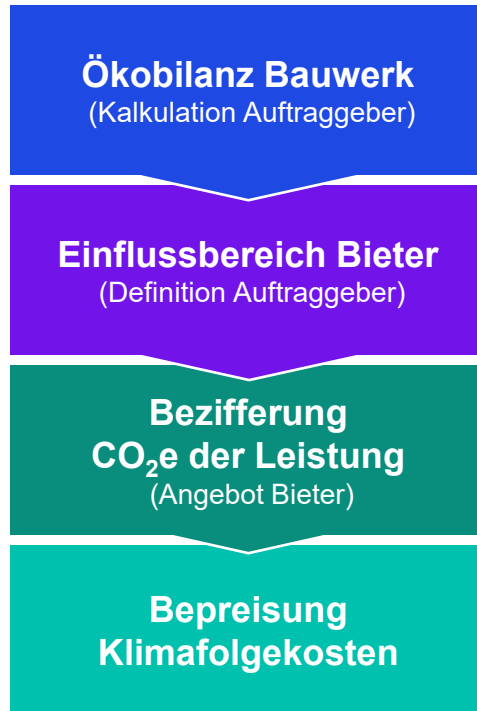 Ökobilanz Bauwerk
(Kalkulation Auftraggeber)
Einflussbereich Bieter
(Definition Auftraggeber)
Bezifferung
CO₂e der Leistung
(Angebot Bieter)
Bepreisung
Klimafolgekosten